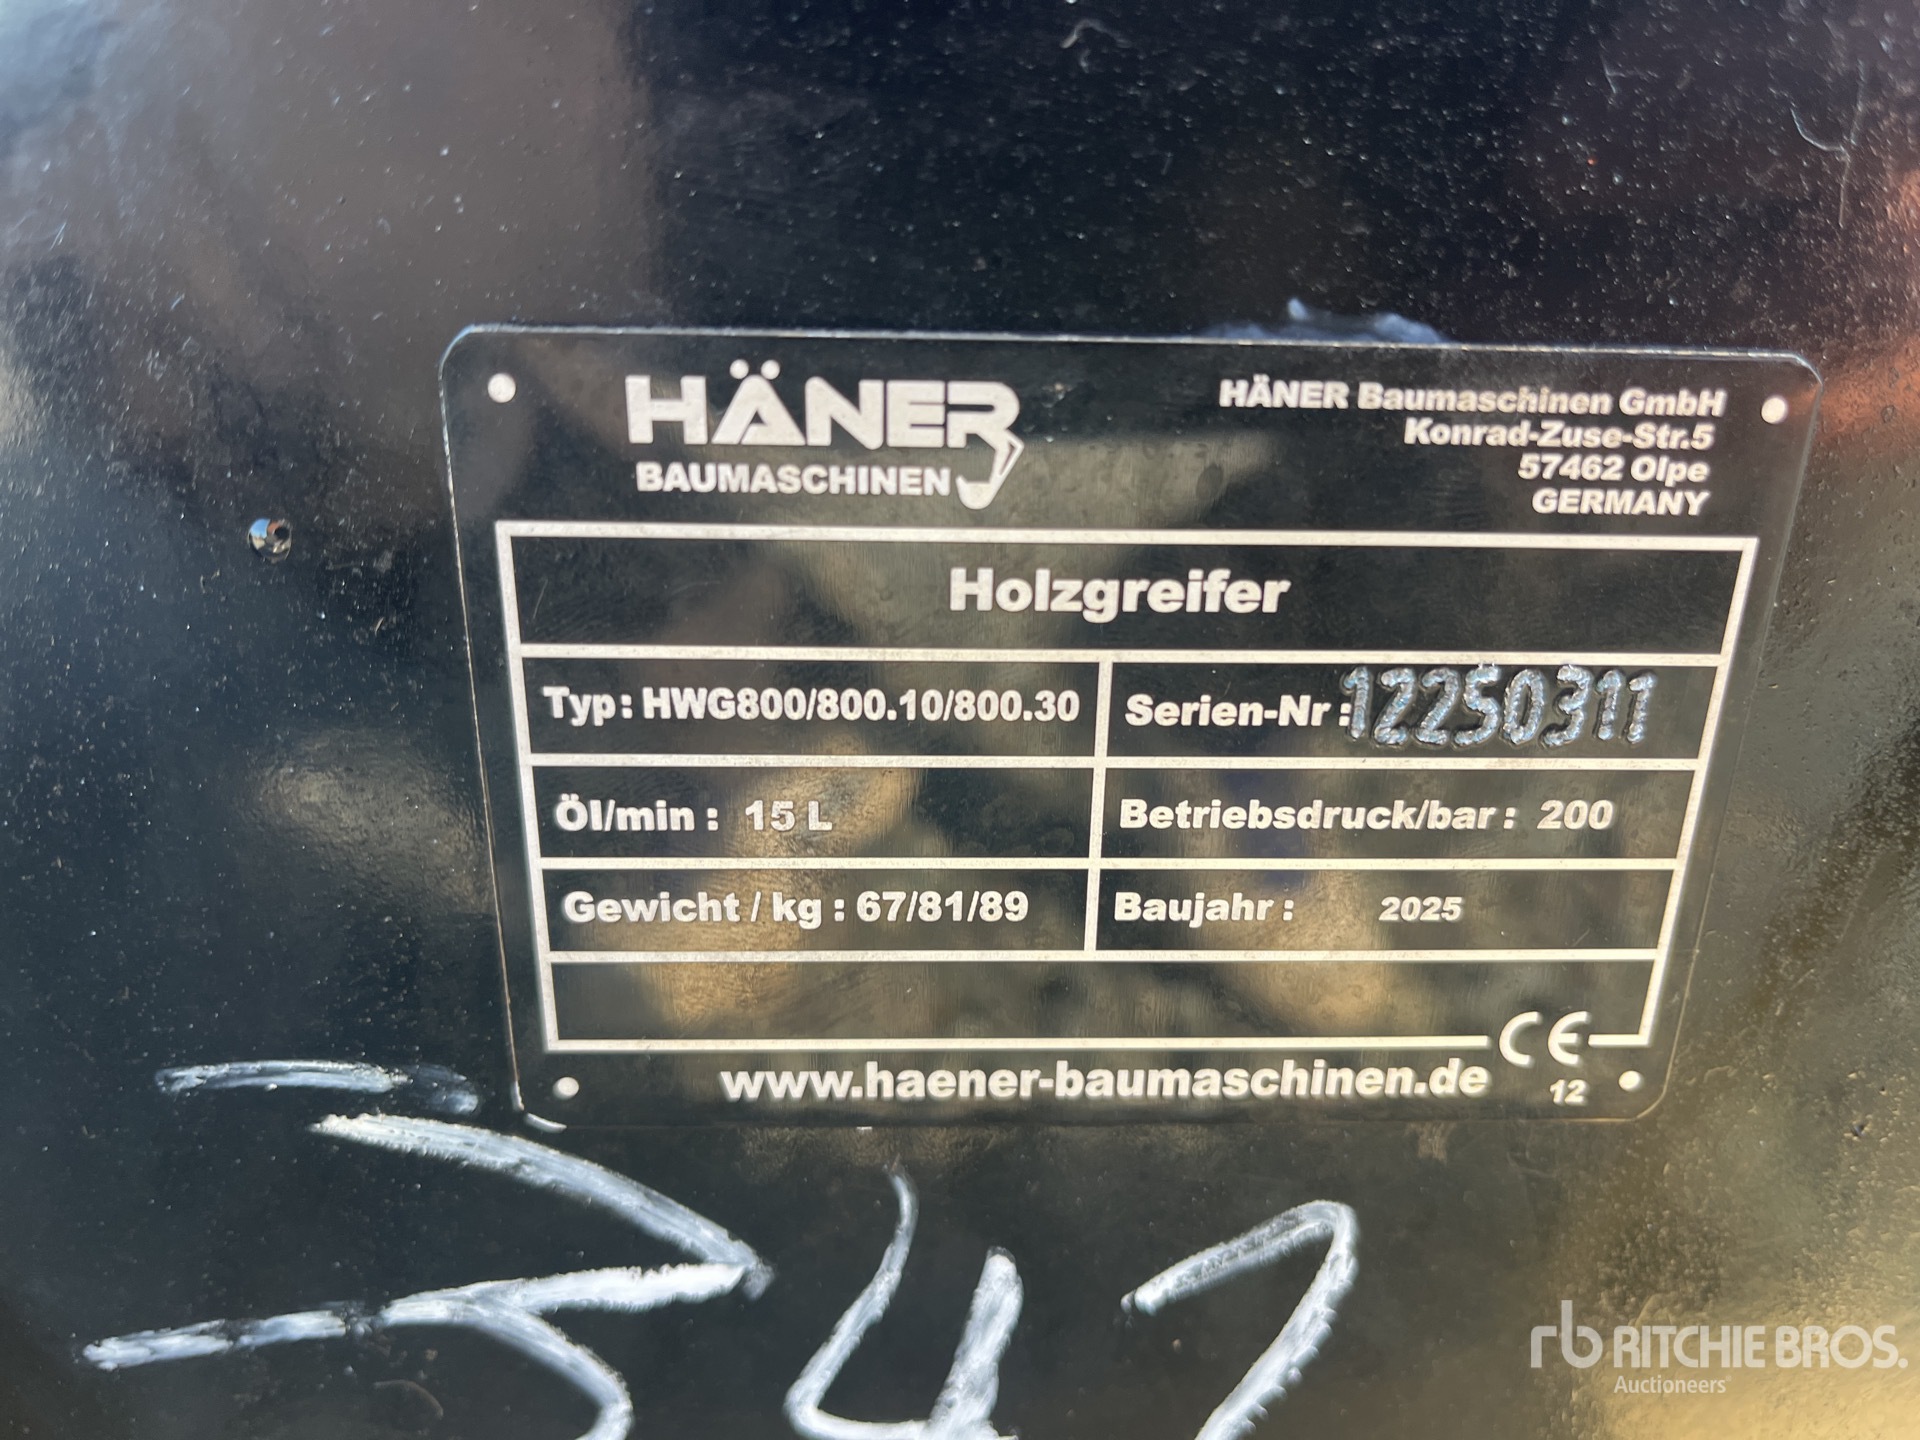 HÄNER
BAUMASCHINEN
HÄNER Baumaschinen GmbH
Konrad-Zuse-Str.5
57462 Olpe
GERMANY
Holzgreifer
Typ: HWG800/800.10/800.30
Serien-Nr: 12250311
Öl/min: 15 L
Betriebsdruck/bar: 200
Gewicht / kg: 67/81/89
Baujahr: 2025
CE
www.haener-baumaschinen.de
12
rb RITCHIE BROS.
Auctioneers